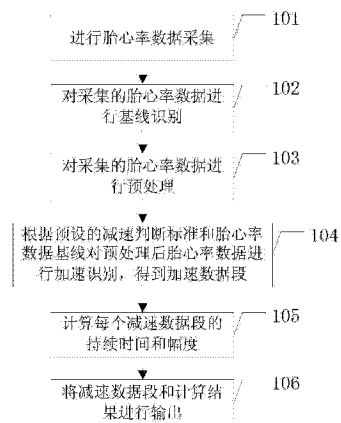 进行胎心率数据采集
101
对采集的胎心率数据进
行基线识别
102
对采集的胎心率数据进
行预处理
103
根据预设的减速判断标准和胎心率
数据基线对预处理后胎心率数据进
行加速识别，得到加速数据段
104
计算每个减速数据段的
持续时间和幅度
105
将减速数据段和计算结
果进行输出
106